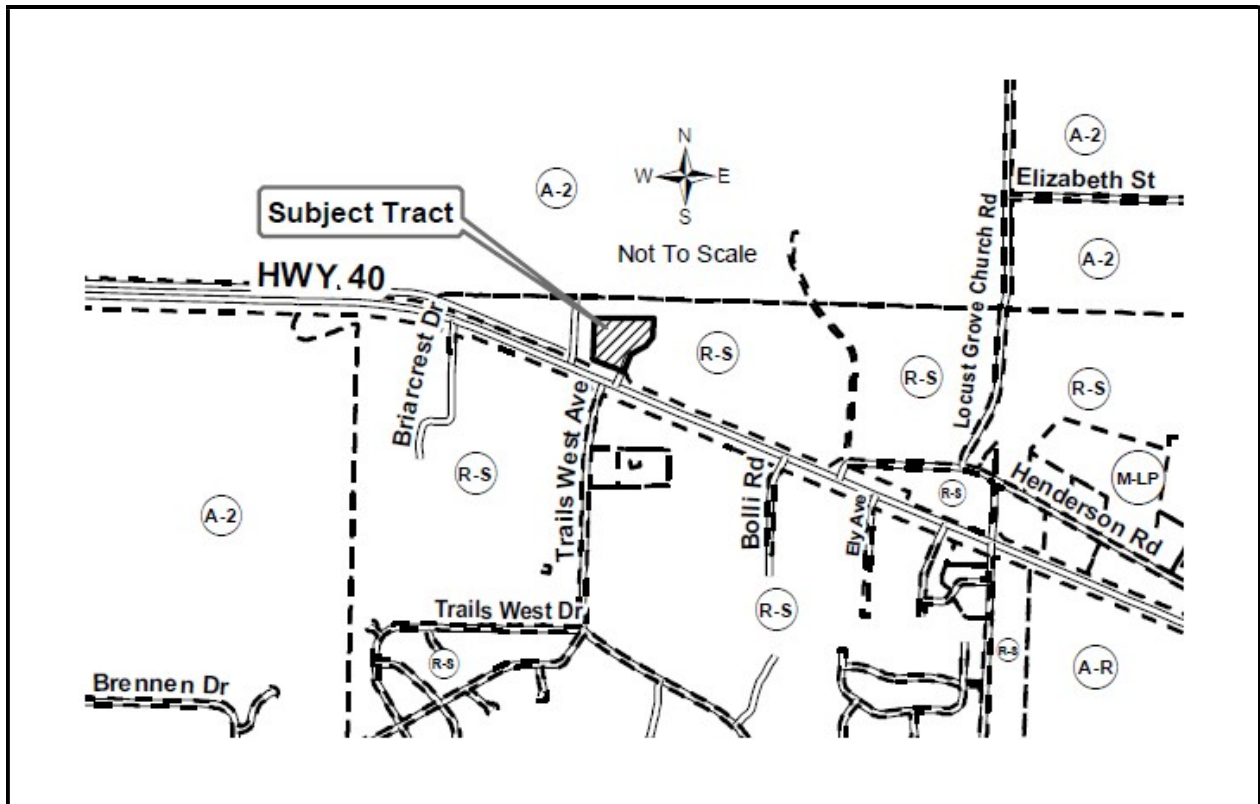 A-2
Elizabeth St
N
W E
S
A-2
Subject Tract
Not To Scale
Locust Grove Church Rd
A-2
HWY. 40
Briarcrest Dr
R-S
R-S
R-S
Trails West Ave
R-S
M-LP
A-2
Bolli Rd
R-S
Henderson Rd
Ely Ave
Trails West Dr
R-S
R-S
R-S
A-R
Brennen Dr